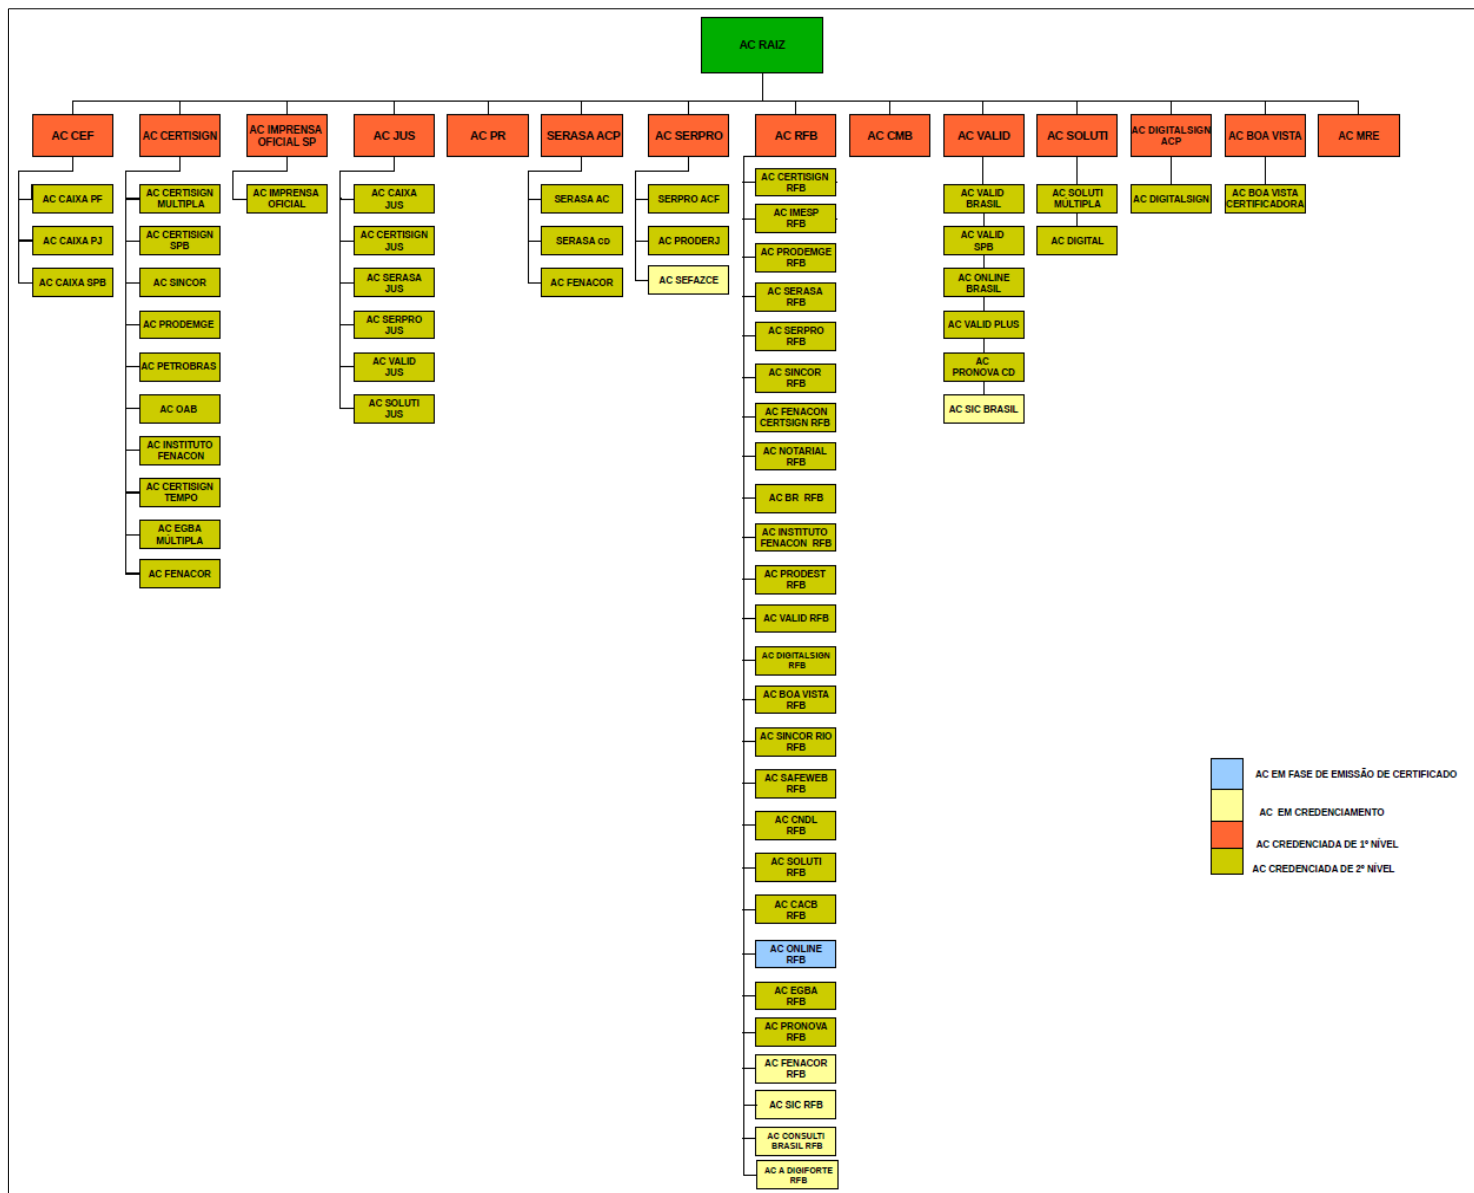 AC RAIZ
AC CEF
AC CERTISIGN
AC IMPRENSA
OFICIAL SP
AC JUS
AC PR
SERASA ACP
AC SERPRO
AC RFB
AC CMB
AC VALID
AC SOLUTI
AC DIGITALSIGN
ACP
AC BOA VISTA
AC MRE
AC CAIXA PF
AC CAIXA PJ
AC CAIXA SPB
AC CERTISIGN
MULTIPLA
AC CERTISIGN
SPB
AC SINCOR
AC PRODEMGE
AC PETROBRAS
AC OAB
AC INSTITUTO
FENACON
AC CERTISIGN
TEMPO
AC EGBA
MÚLTIPLA
AC FENACOR
AC IMPRENSA
OFICIAL
AC CAIXA
JUS
AC CERTISIGN
JUS
AC SERASA
JUS
AC SERPRO
JUS
AC VALID
JUS
AC SOLUTI
JUS
SERASA AC
SERASA CD
AC FENACOR
SERPRO ACF
AC PRODERJ
AC SEFAZCE
AC CERTISIGN
RFB
AC IMESP
RFB
AC PRODEMGE
RFB
AC SERASA
RFB
AC SERPRO
RFB
AC SINCOR
RFB
AC FENACON
CERTSIGN RFB
AC NOTARIAL
RFB
AC BR RFB
AC INSTITUTO
FENACON RFB
AC PRODEST
RFB
AC VALID RFB
AC DIGITALSIGN
RFB
AC BOA VISTA
RFB
AC SINCOR RIO
RFB
AC SAFEWEB
RFB
AC CNDL
RFB
AC SOLUTI
RFB
AC CACB
RFB
AC ONLINE
RFB
AC EGBA
RFB
AC PRONOVA
RFB
AC FENACOR
RFB
AC SIC RFB
AC CONSULTI
BRASIL RFB
AC A DIGIFORTE
RFB
AC VALID
BRASIL
AC VALID
SPB
AC ONLINE
BRASIL
AC VALID PLUS
AC
PRONOVA CD
AC SIC BRASIL
AC SOLUTI
MÚLTIPLA
AC DIGITAL
AC DIGITALSIGN
AC BOA VISTA
CERTIFICADORA
AC EM FASE DE EMISSÃO DE CERTIFICADO
AC EM CREDENCIAMENTO
AC CREDENCIADA DE 1º NÍVEL
AC CREDENCIADA DE 2º NÍVEL